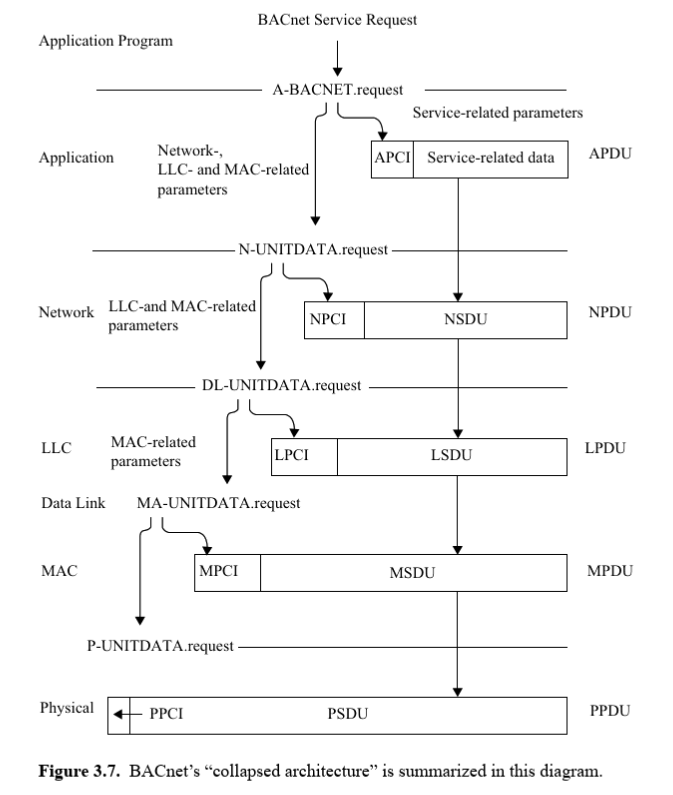 BACnet Service Request
Application Program
A-BACNET.request
Service-related parameters
Application
Network-,
LLC- and MAC-related
parameters
APCI
Service-related data
APDU
N-UNITDATA.request
Network
LLC-and MAC-related
parameters
NPCI
NSDU
NPDU
DL-UNITDATA.request
LLC
MAC-related
parameters
LPCI
LSDU
LPDU
Data Link
MA-UNITDATA.request
MAC
MPCI
MSDU
MPDU
P-UNITDATA.request
Physical
PPCI
PSDU
PPDU
Figure 3.7. BACnet's “collapsed architecture” is summarized in this diagram.